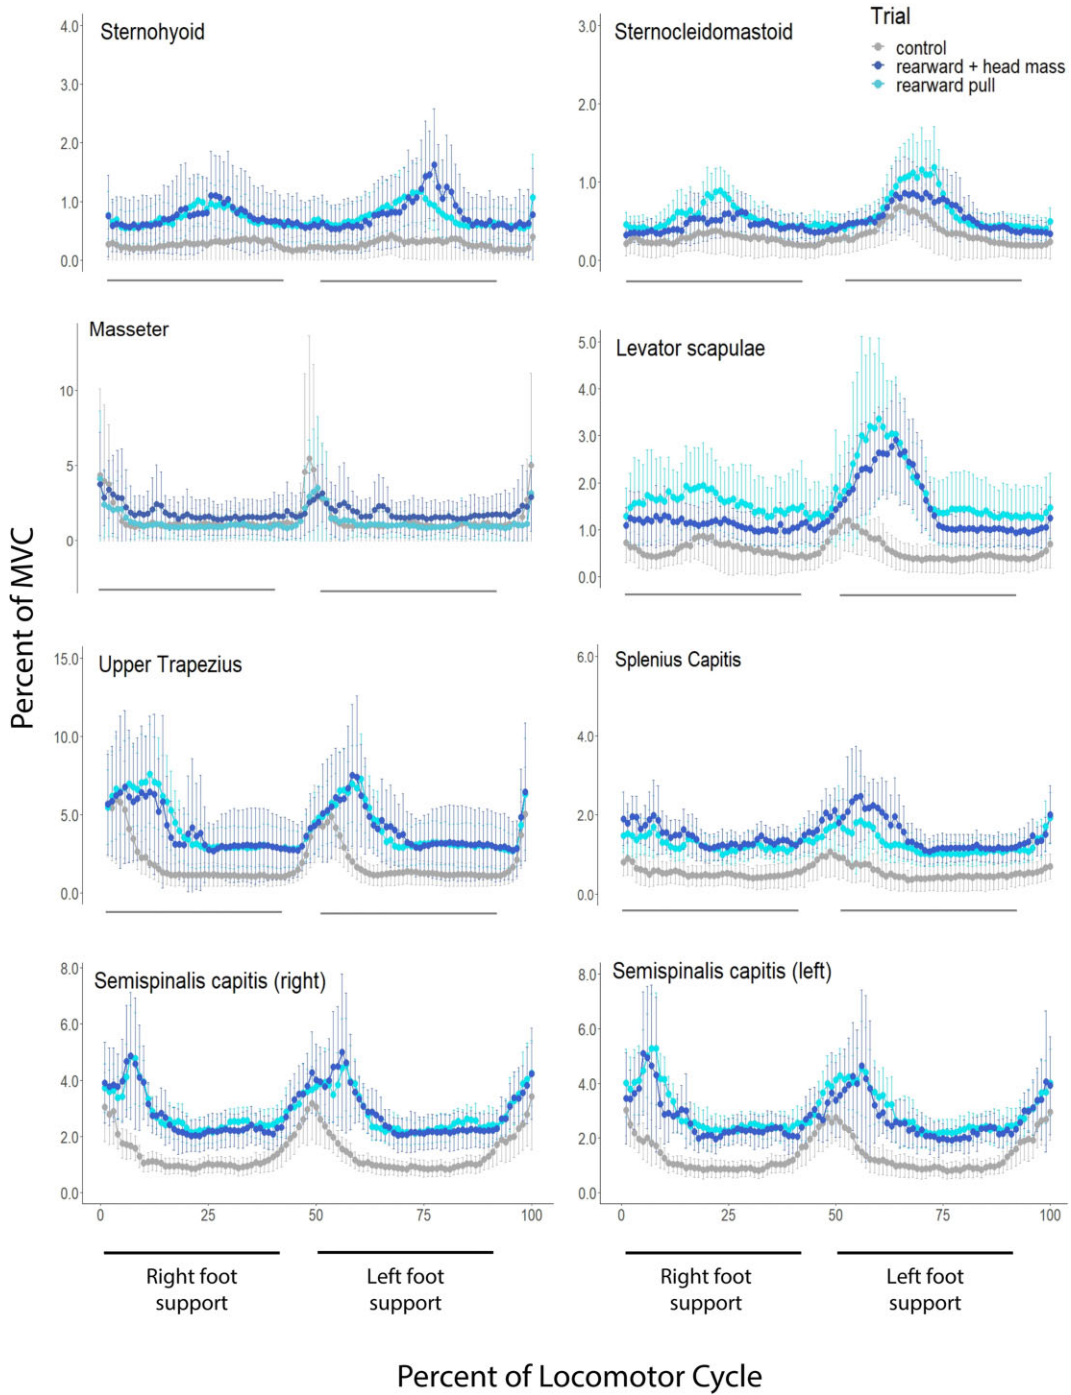 Sternohyoid
4.0
3.0
2.0
1.0
0.0
Sternocleidomastoid
3.0
2.0
1.0
0.0
Trial
control
rearward + head mass
rearward pull
Masseter
10
5
0
Levator scapulae
5.0
4.0
3.0
2.0
1.0
0.0
Percent of MVC
Upper Trapezius
15.0
10.0
5.0
0.0
Splenius Capitis
6.0
4.0
2.0
0.0
Semispinalis capitis (right)
8.0
6.0
4.0
2.0
0.0
0 25 50 75 100
Semispinalis capitis (left)
8.0
6.0
4.0
2.0
0.0
0 25 50 75 100
Right foot
support
Left foot
support
Right foot
support
Left foot
support
Percent of Locomotor Cycle